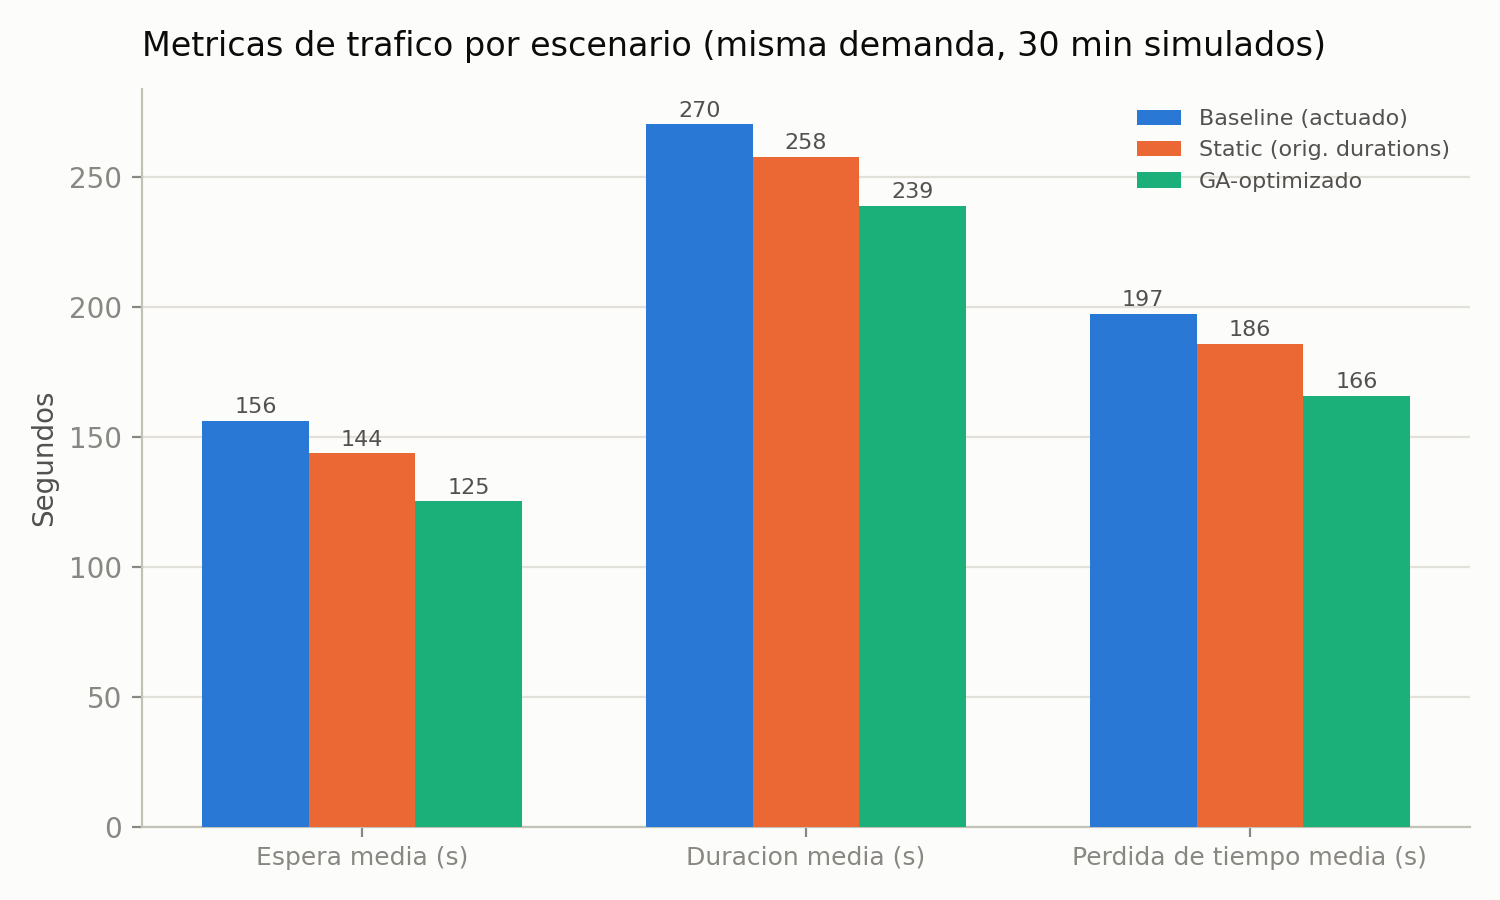 Metricas de trafico por escenario (misma demanda, 30 min simulados)
Baseline (actuado)
Static (orig. durations)
GA-optimizado
Segundos
250
200
150
100
50
0
156
144
125
270
258
239
197
186
166
Espera media (s)
Duracion media (s)
Perdida de tiempo media (s)